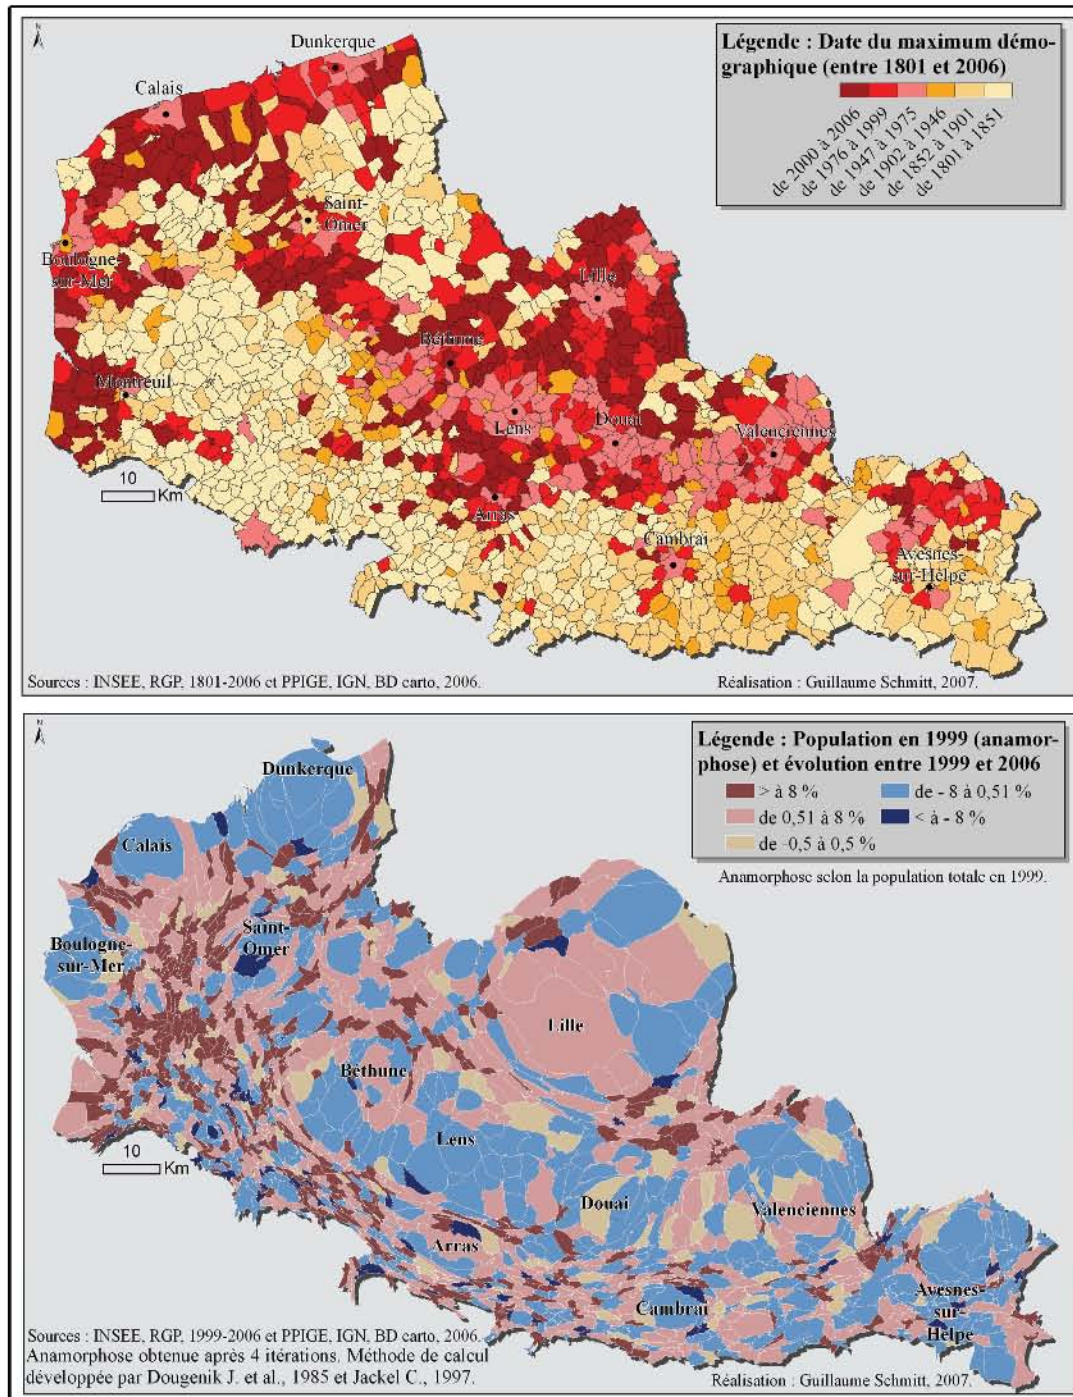 N
Dunkerque
Calais
Légende : Date du maximum démo-
graphique (entre 1801 et 2006)
de 2000 à 2006
de 1976 à 1999
de 1947 à 1975
de 1902 à 1946
de 1852 à 1901
de 1801 à 1851
Saint-
Omer
Boulogne-
sur-Mer
Lille
Béthune
Montreuil
Lens
Douai
Valenciennes
10
Km
Arras
Cambrai
Avesnes-
sur-Helpe
Sources : INSEE, RGP, 1801-2006 et PPIGE, IGN, BD carto, 2006.
Réalisation : Guillaume Schmitt, 2007.
N
Légende : Population en 1999 (anamor-
phose) et évolution entre 1999 et 2006
> à 8 %
de - 8 à 0,51 %
de 0,51 à 8 %
< à - 8 %
de -0,5 à 0,5 %
Anamorphose selon la population totale en 1999.
Dunkerque
Calais
Saint-
Omer
Boulogne-
sur-Mer
Lille
Béthune
Lens
10
Km
Douai
Valenciennes
Arras
Avesnes-
sur-
Helpe
Cambrai
Sources : INSEE, RGP, 1999-2006 et PPIGE, IGN, BD carto, 2006.
Anamorphose obtenue après 4 itérations. Méthode de calcul
développée par Dougenik J. et al., 1985 et Jackel C., 1997.
Réalisation : Guillaume Schmitt, 2007.